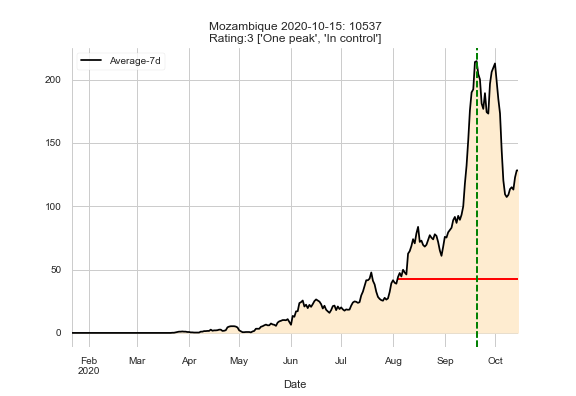 Mozambique 2020-10-15: 10537
Rating:3 ['One peak', 'In control']
Average-7d
200
150
100
50
0
Feb Mar Apr May Jun Jul Aug Sep Oct
2020
Date